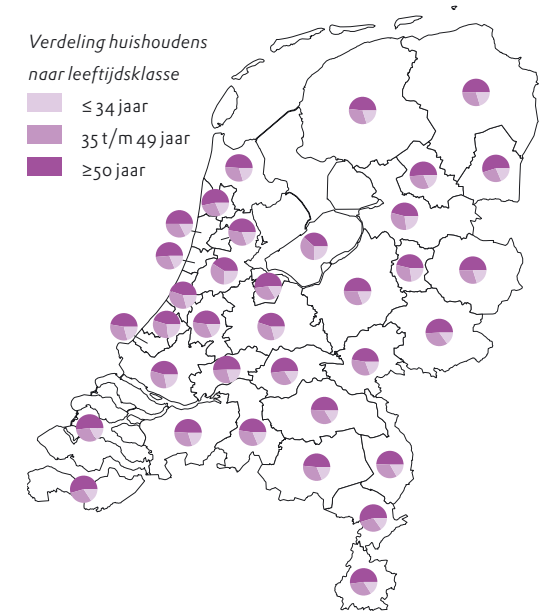 Verdeling huishoudens
naar leeftijdsklasse
≤ 34 jaar
35 t/m 49 jaar
≥50 jaar